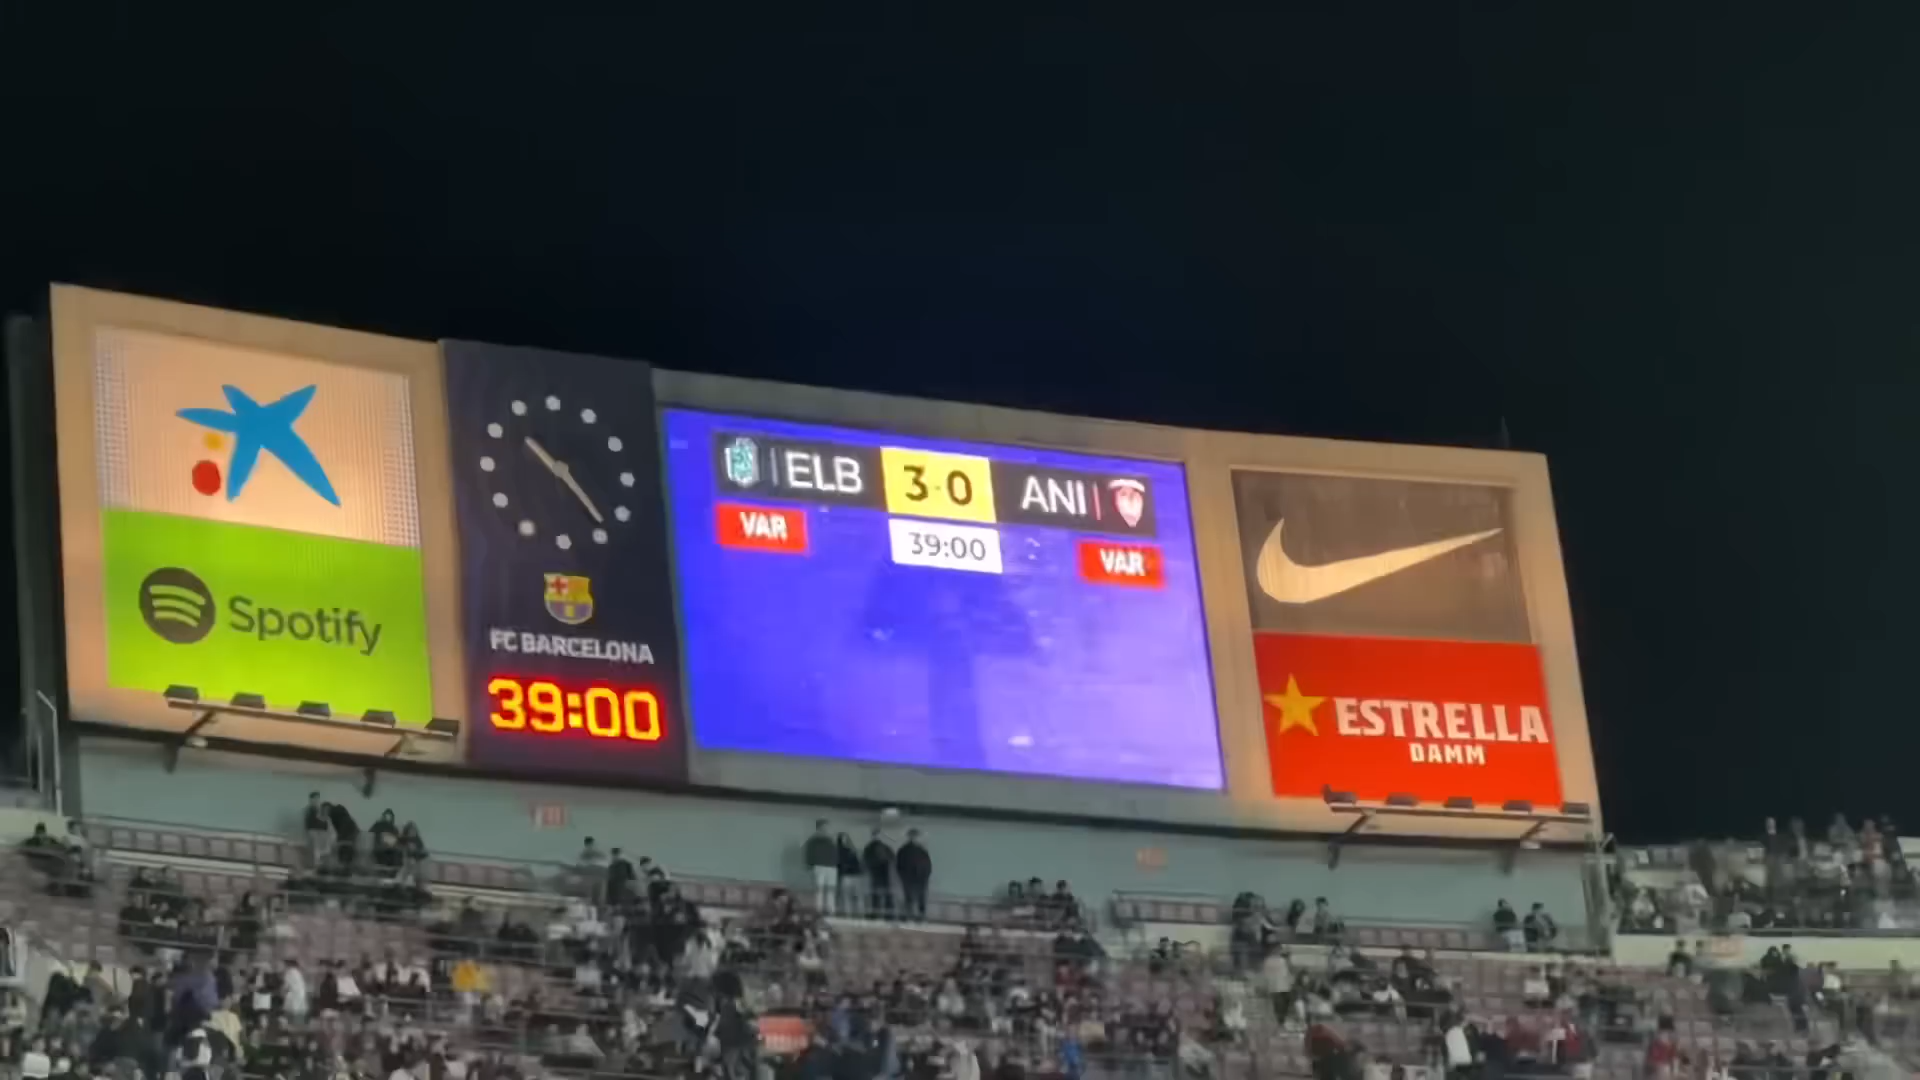 Spotify
FC BARCELONA
39:00
ELB 3-0 ANI
VAR 39:00 VAR
ESTRELLA
DAMM